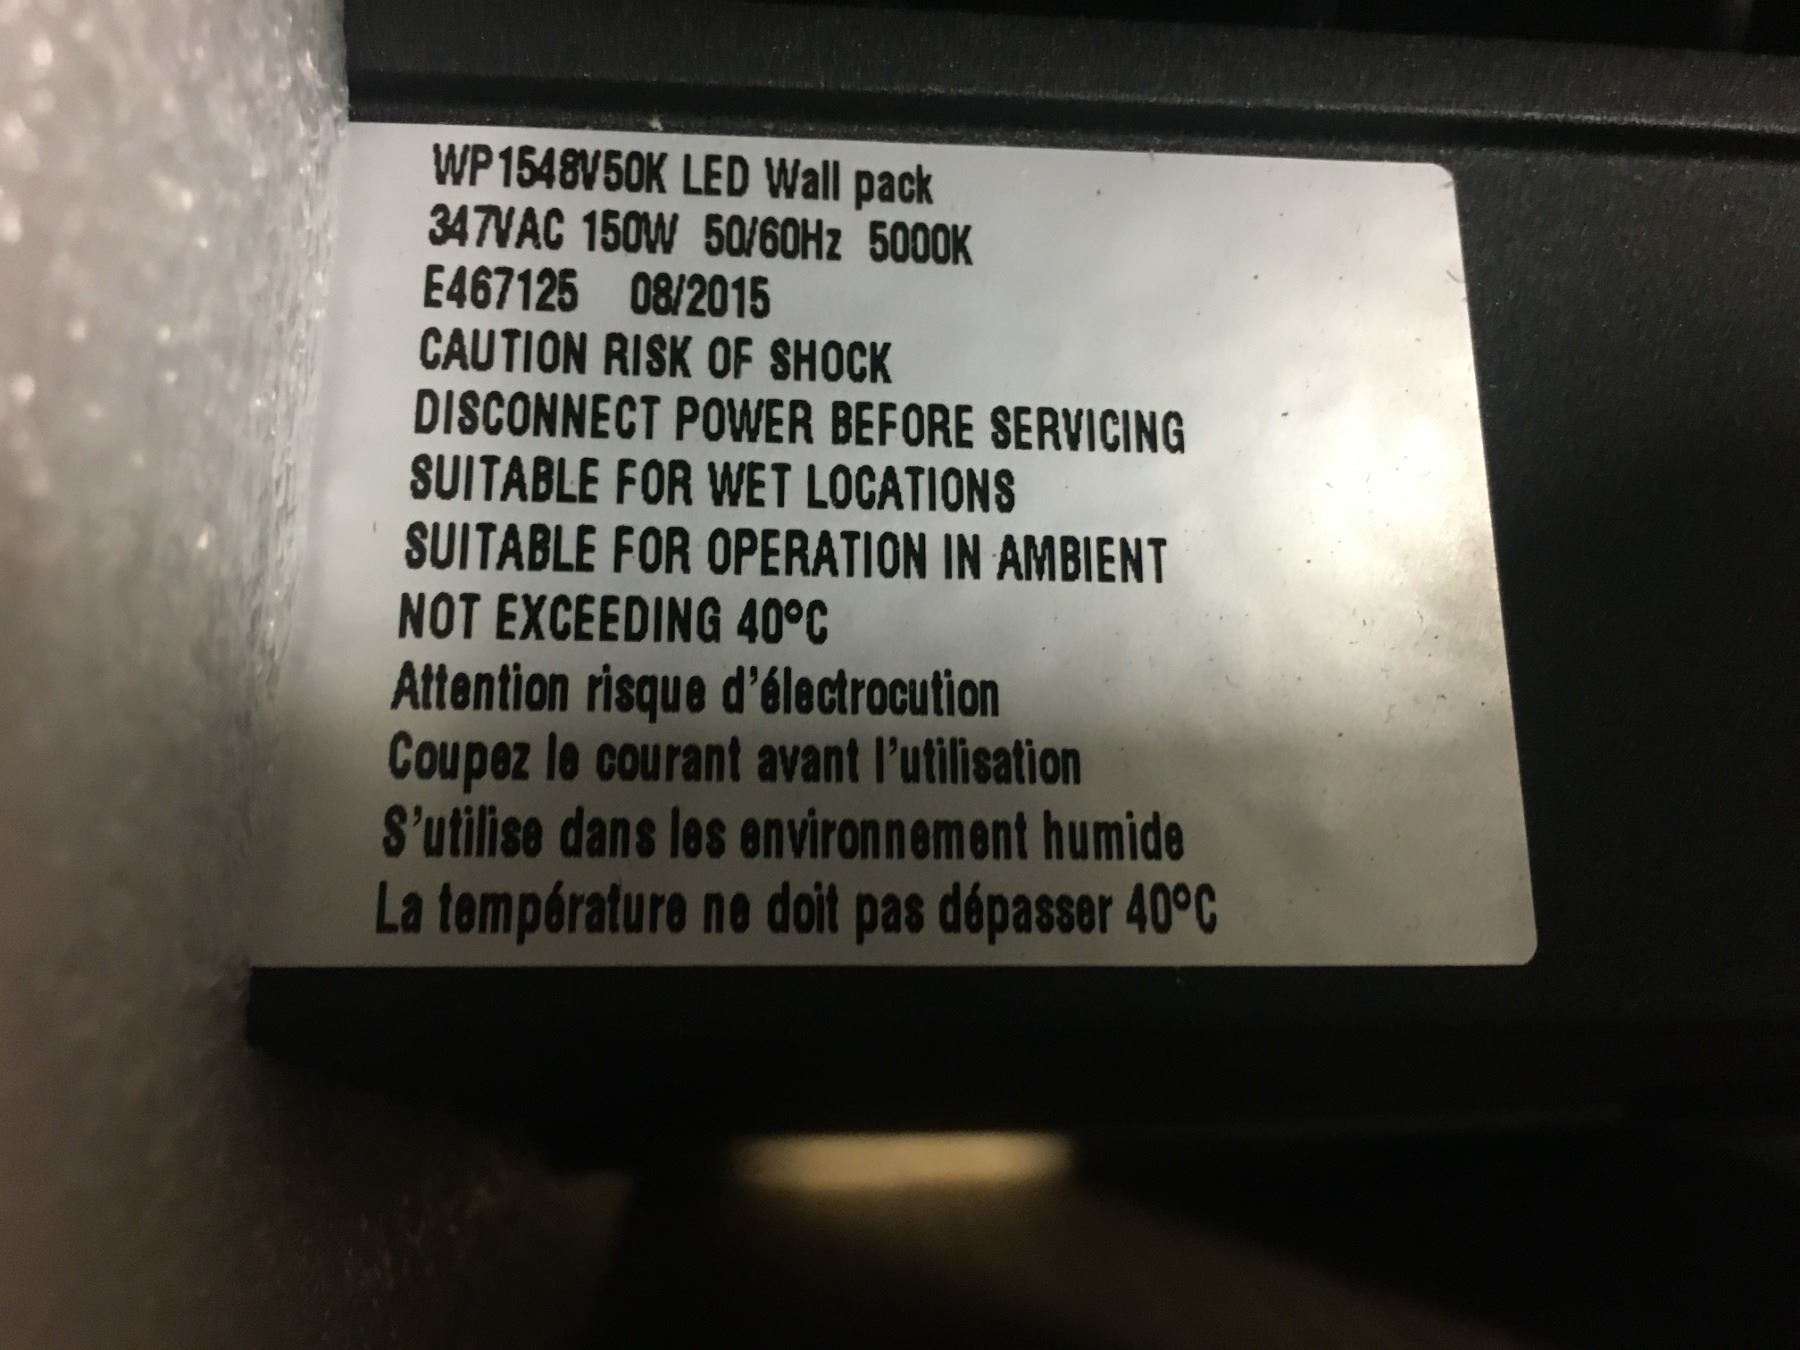 WP1548V50K LED Wall pack
347VAC 150W 50/60Hz 5000K
E467125 08/2015
CAUTION RISK OF SHOCK
DISCONNECT POWER BEFORE SERVICING
SUITABLE FOR WET LOCATIONS
SUITABLE FOR OPERATION IN AMBIENT
NOT EXCEEDING 40°C
Attention risque d'électrocution
Coupez le courant avant l'utilisation
S'utilise dans les environnement humide
La température ne doit pas dépasser 40°C